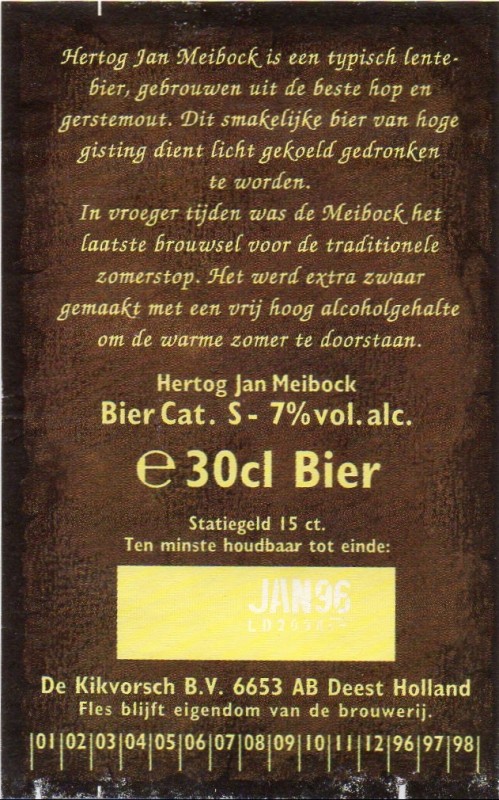 Hertog Jan Meibock is een typisch lente-
bier, gebrouwen uit de beste hop en
gerstemout. Dit smakelijke bier van hoge
gisting dient licht gekoeld gedronken
te worden.
In vroeger tijden was de Meibock het
laatste brouwsel voor de traditionele
zomerstop. Het werd extra zwaar
gemaakt met een vrij hoog alcoholgehalte
om de warme zomer te doorstaan.
Hertog Jan Meibock
Bier Cat. S - 7% vol. alc.
℮ 30cl Bier
Statiegeld 15 ct.
Ten minste houdbaar tot einde:
JAN96
De Kikvorsch B.V. 6653 AB Deest Holland
Fles blijft eigendom van de brouwerij.
|01|02|03|04|05|06|07|08|09|10|11|12|96|97|98|